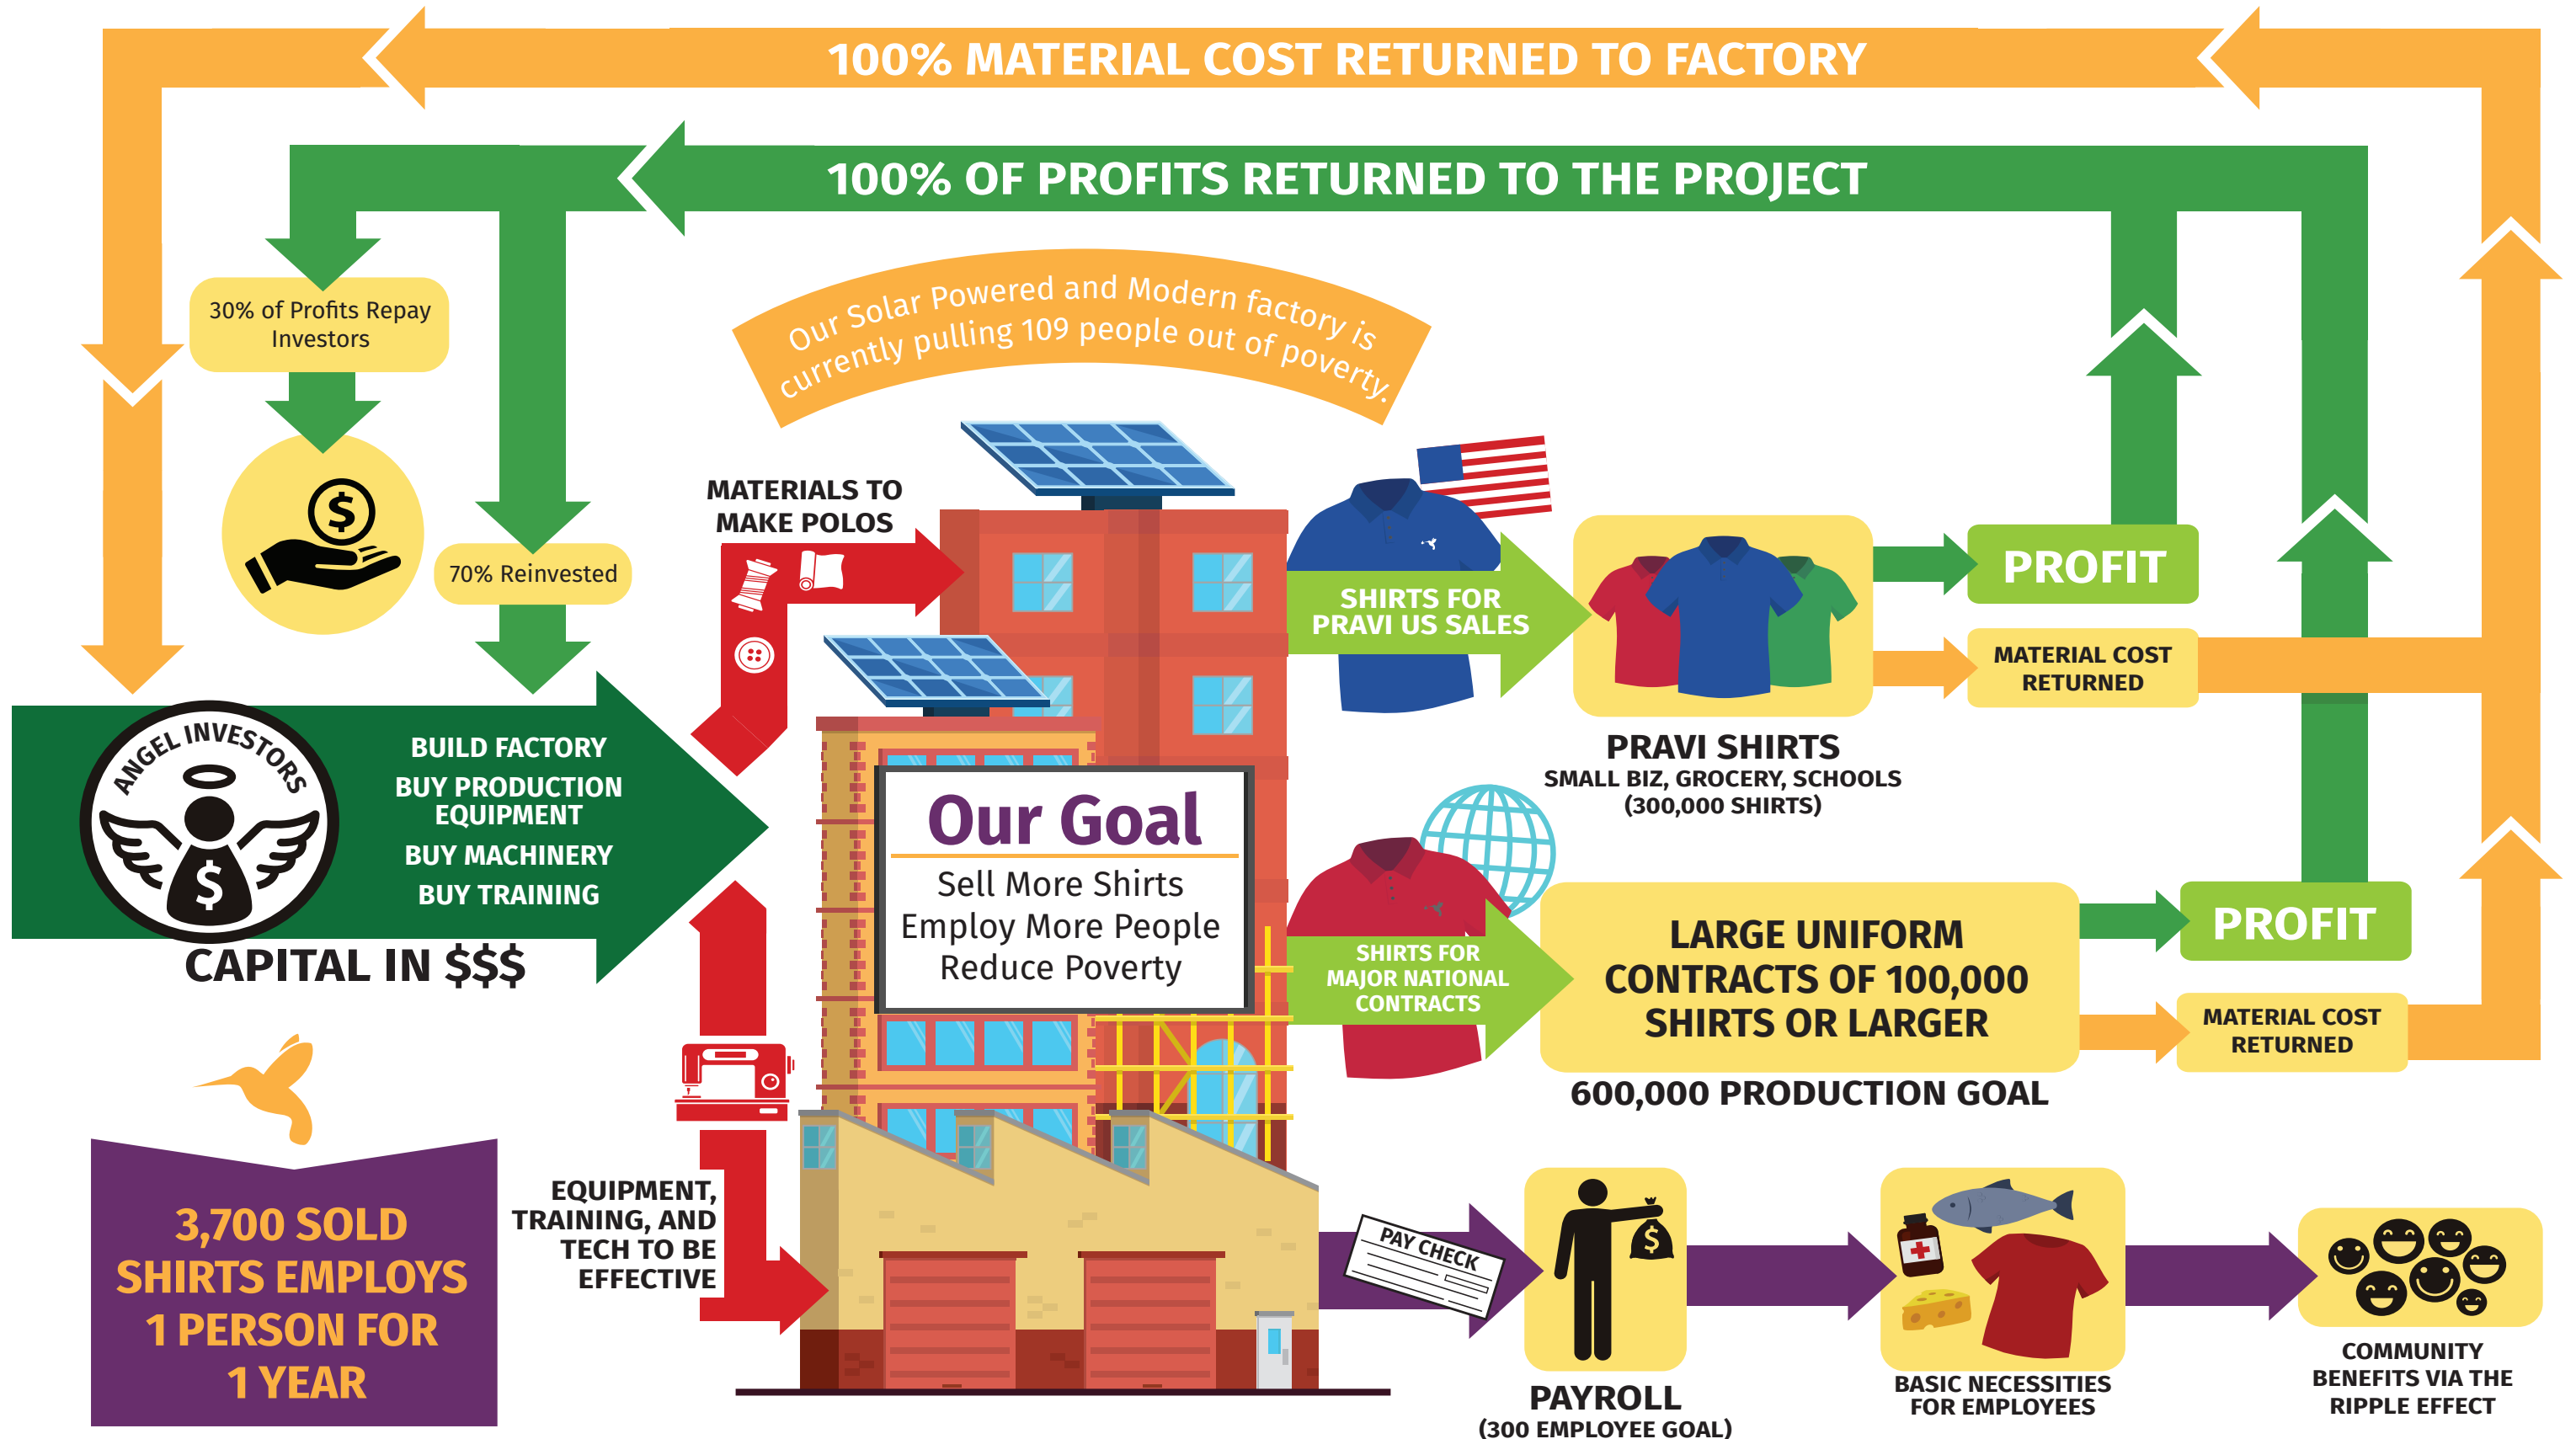 100% MATERIAL COST RETURNED TO FACTORY
100% OF PROFITS RETURNED TO THE PROJECT
30% of Profits Repay
Investors
70% Reinvested
Our Solar Powered and Modern factory is
currently pulling 109 people out of poverty.
MATERIALS TO
MAKE POLOS
SHIRTS FOR
PRAVI US SALES
PROFIT
MATERIAL COST
RETURNED
PRAVI SHIRTS
SMALL BIZ, GROCERY, SCHOOLS
(300,000 SHIRTS)
ANGEL INVESTORS
$
$
BUILD FACTORY
BUY PRODUCTION
EQUIPMENT
BUY MACHINERY
BUY TRAINING
CAPITAL IN $$$
Our Goal
Sell More Shirts
Employ More People
Reduce Poverty
SHIRTS FOR
MAJOR NATIONAL
CONTRACTS
LARGE UNIFORM
CONTRACTS OF 100,000
SHIRTS OR LARGER
600,000 PRODUCTION GOAL
PROFIT
MATERIAL COST
RETURNED
3,700 SOLD
SHIRTS EMPLOYS
1 PERSON FOR
1 YEAR
EQUIPMENT,
TRAINING, AND
TECH TO BE
EFFECTIVE
PAY CHECK
$
PAYROLL
(300 EMPLOYEE GOAL)
BASIC NECESSITIES
FOR EMPLOYEES
COMMUNITY
BENEFITS VIA THE
RIPPLE EFFECT